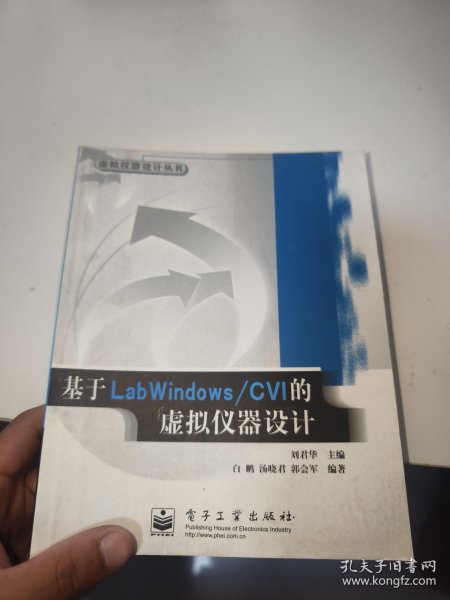 虚拟仪器设计丛书
基于LabWindows/CVI的
虚拟仪器设计
刘君华 主编
白鹏 汤晓君 郭会军 编著
PHEI
電子工業出版社
Publishing House of Electronics Industry
http://www.phei.com.cn
孔夫子旧书网
www.kongfz.com